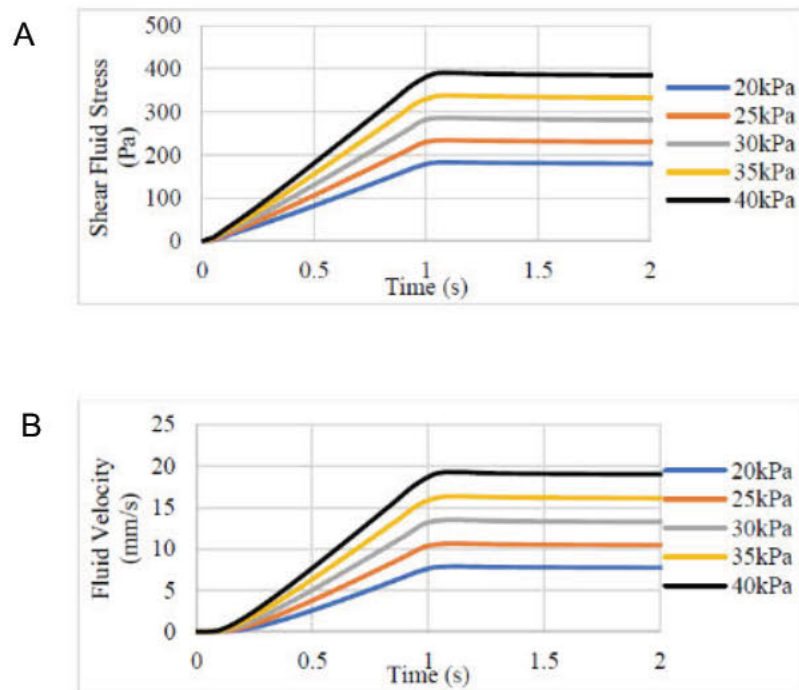 A
Shear Fluid Stress
(Pa)
500
400
300
200
100
0
0 0.5 1 1.5 2
Time (s)
20kPa
25kPa
30kPa
35kPa
40kPa
B
Fluid Velocity
(mm/s)
25
20
15
10
5
0
0 0.5 1 1.5 2
Time (s)
20kPa
25kPa
30kPa
35kPa
40kPa